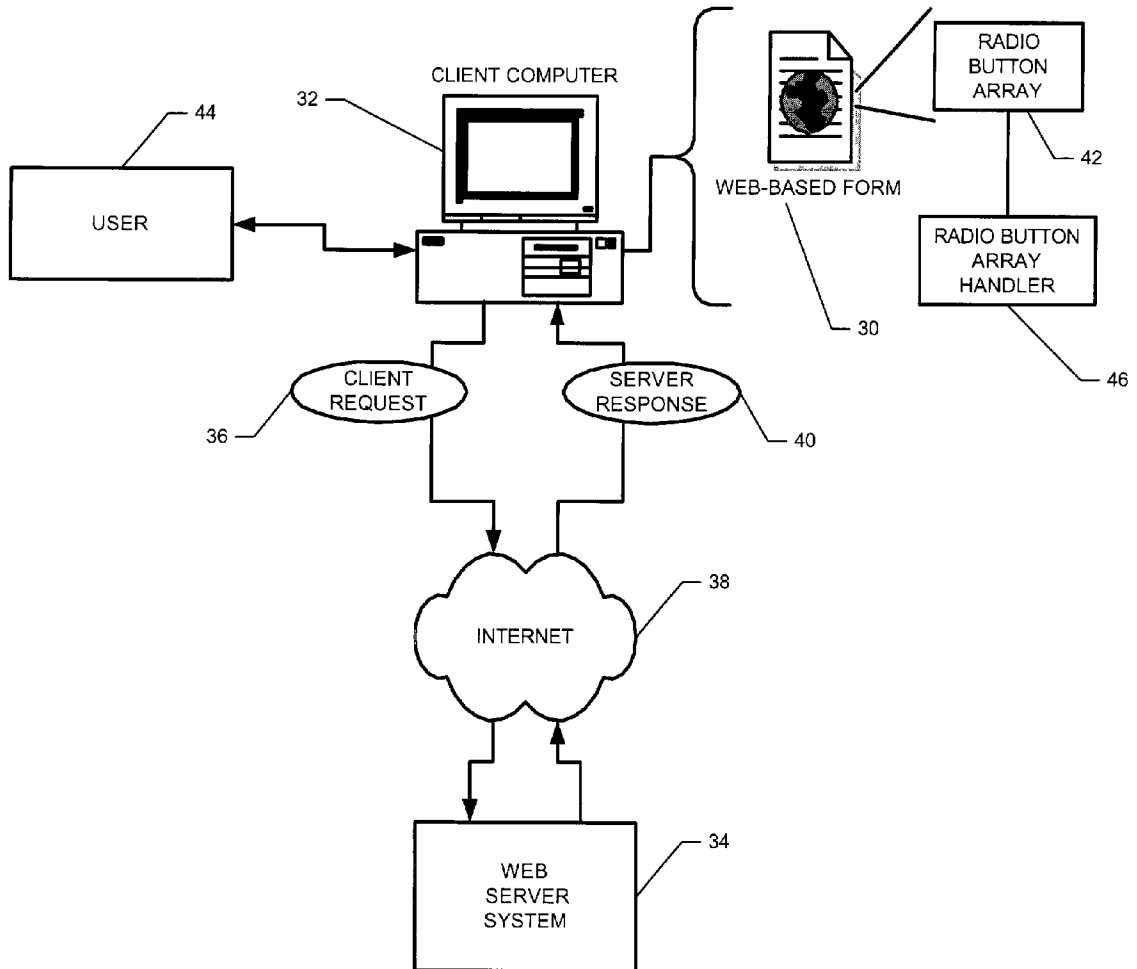 CLIENT COMPUTER
32
44
USER
RADIO
BUTTON
ARRAY
42
WEB-BASED FORM
30
RADIO BUTTON
ARRAY
HANDLER
46
CLIENT
REQUEST
36
SERVER
RESPONSE
40
38
INTERNET
34
WEB
SERVER
SYSTEM